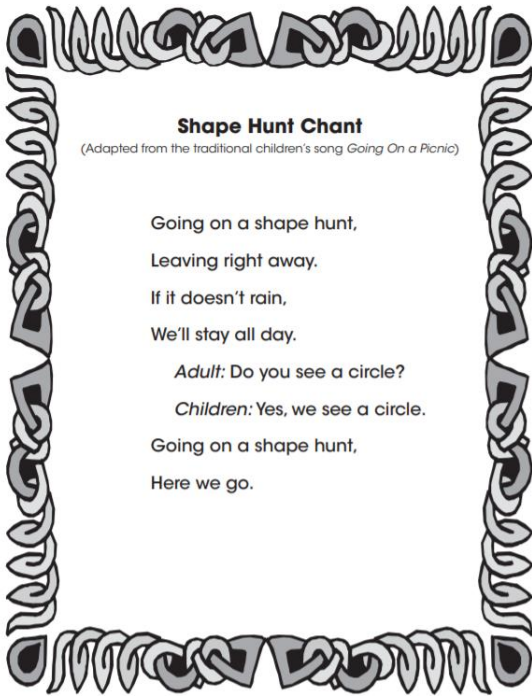 Shape Hunt Chant
(Adapted from the traditional children's song Going On a Picnic)
Going on a shape hunt,
Leaving right away.
If it doesn't rain,
We'll stay all day.
Adult: Do you see a circle?
Children: Yes, we see a circle.
Going on a shape hunt,
Here we go.